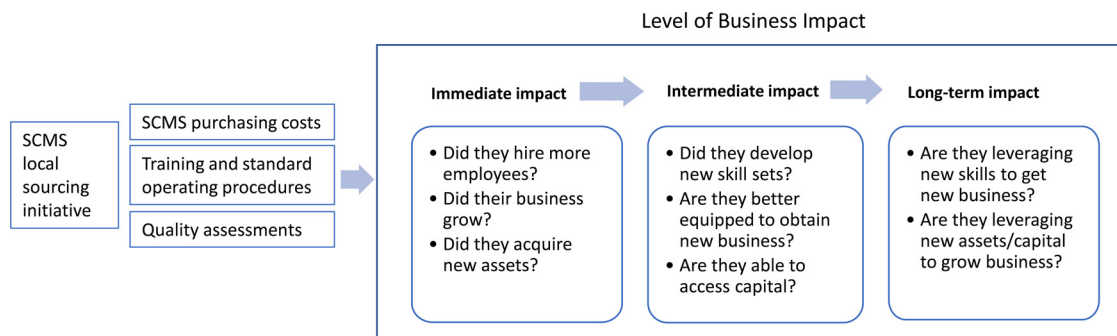 Level of Business Impact
SCMS
local
sourcing
initiative
SCMS purchasing costs
Training and standard
operating procedures
Quality assessments
Immediate impact
• Did they hire more
employees?
• Did their business
grow?
• Did they acquire
new assets?
Intermediate impact
• Did they develop
new skill sets?
• Are they better
equipped to obtain
new business?
• Are they able to
access capital?
Long-term impact
• Are they leveraging
new skills to get
new business?
• Are they leveraging
new assets/capital
to grow business?